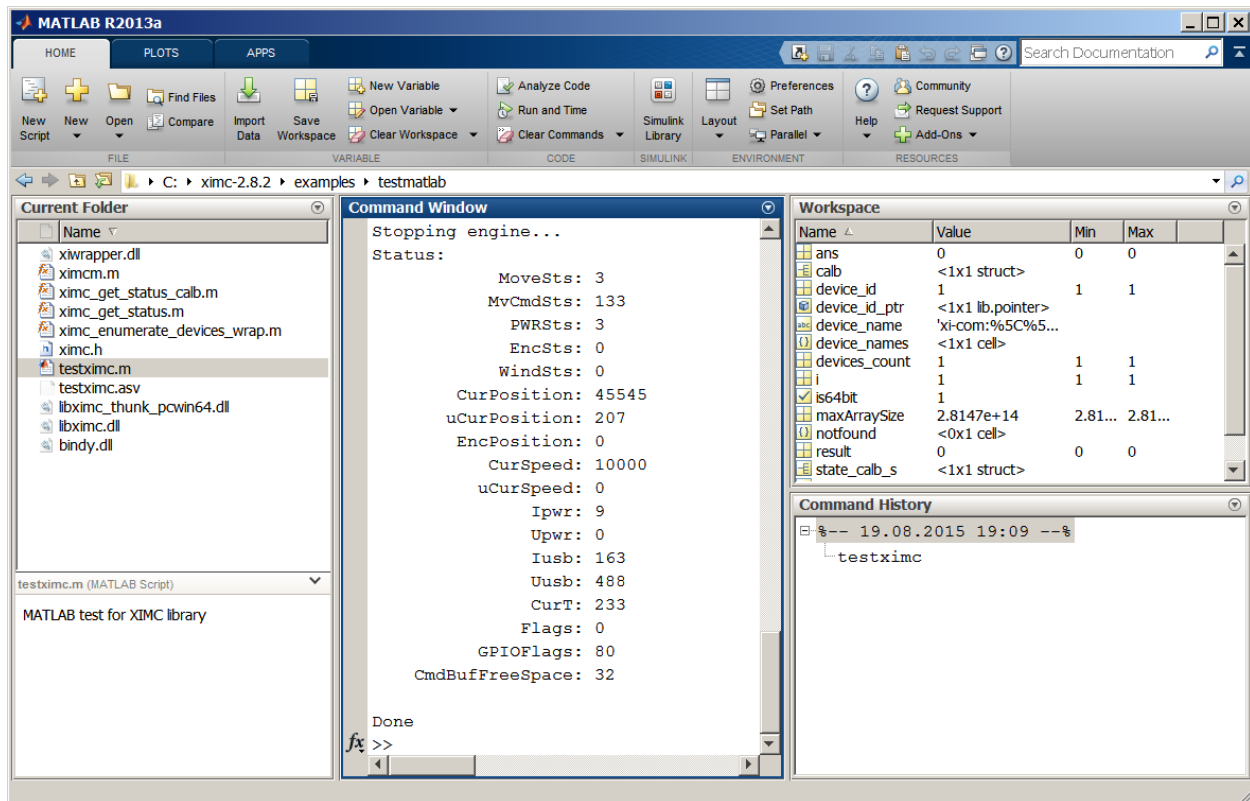 MATLAB R2013a
HOME PLOTS APPS
Search Documentation
New Script
New
Open
Find Files
Compare
Import Data
Save Workspace
New Variable
Open Variable
Clear Workspace
Analyze Code
Run and Time
Clear Commands
Simulink Library
Layout
Preferences
Set Path
Parallel
Help
Community
Request Support
Add-Ons
FILE VARIABLE CODE SIMULINK ENVIRONMENT RESOURCES
C: ximc-2.8.2 examples testmatlab
Current Folder
Name
xiwrapper.dll
ximcm.m
ximc_get_status_calb.m
ximc_get_status.m
ximc_enumerate_devices_wrap.m
ximc.h
testximc.m
testximc.asv
libximc_thunk_pcwin64.dll
libximc.dll
bindy.dll
testximc.m (MATLAB Script)
MATLAB test for XIMC library
Command Window
Stopping engine...
Status:
MoveSts: 3
MvCmdSts: 133
PWRSts: 3
EncSts: 0
WindSts: 0
CurPosition: 45545
uCurPosition: 207
EncPosition: 0
CurSpeed: 10000
uCurSpeed: 0
Ipwr: 9
Upwr: 0
Iusb: 163
Uusb: 488
CurT: 233
Flags: 0
GPIOFlags: 80
CmdBufFreeSpace: 32
Done
fx >>
Workspace
Name Value Min Max
ans 0 0 0
calb <1x1 struct>
device_id 1 1 1
device_id_ptr <1x1 lib.pointer>
device_name 'xi-com:%5C%5...
device_names <1x1 cell>
devices_count 1 1 1
i 1 1 1
is64bit 1
maxArraySize 2.8147e+14 2.81... 2.81...
notfound <0x1 cell>
result 0 0 0
state_calb_s <1x1 struct>
Command History
%-- 19.08.2015 19:09 --%
testximc